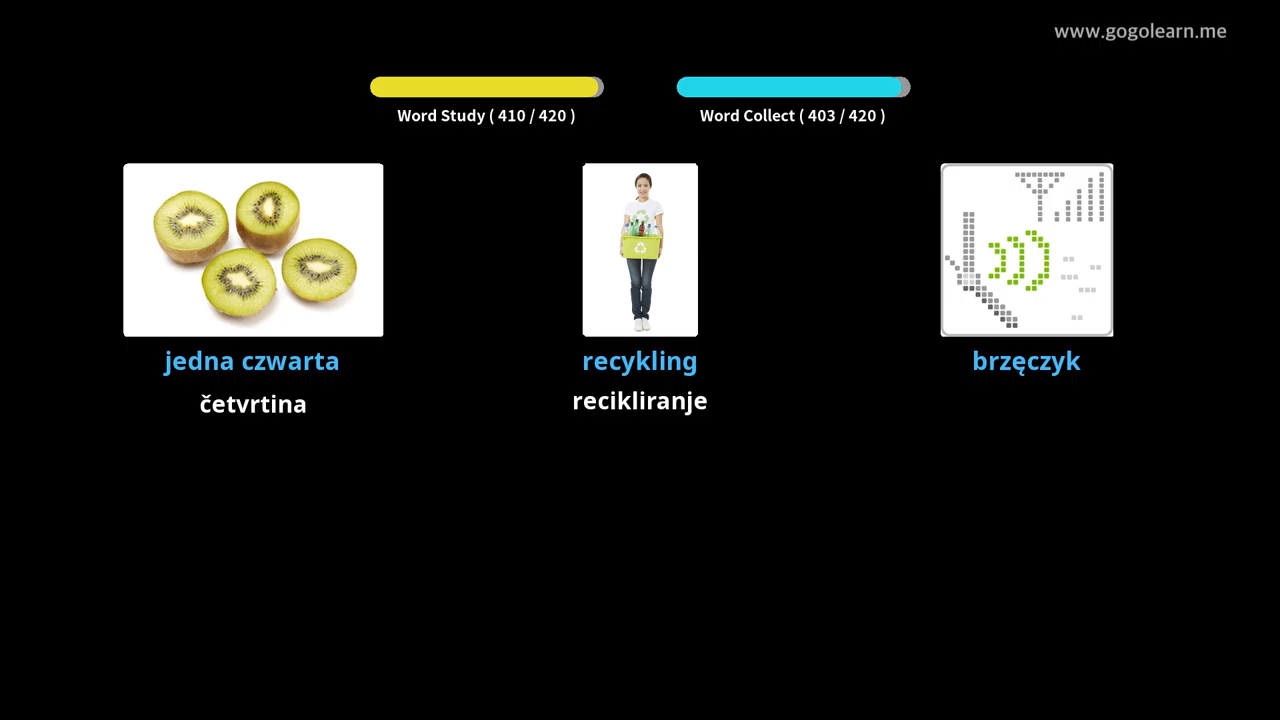 www.gogolearn.me
Word Study ( 410 / 420 )
Word Collect ( 403 / 420 )
jedna czwarta
recykling
brzęczyk
četvrtina
recikliranje